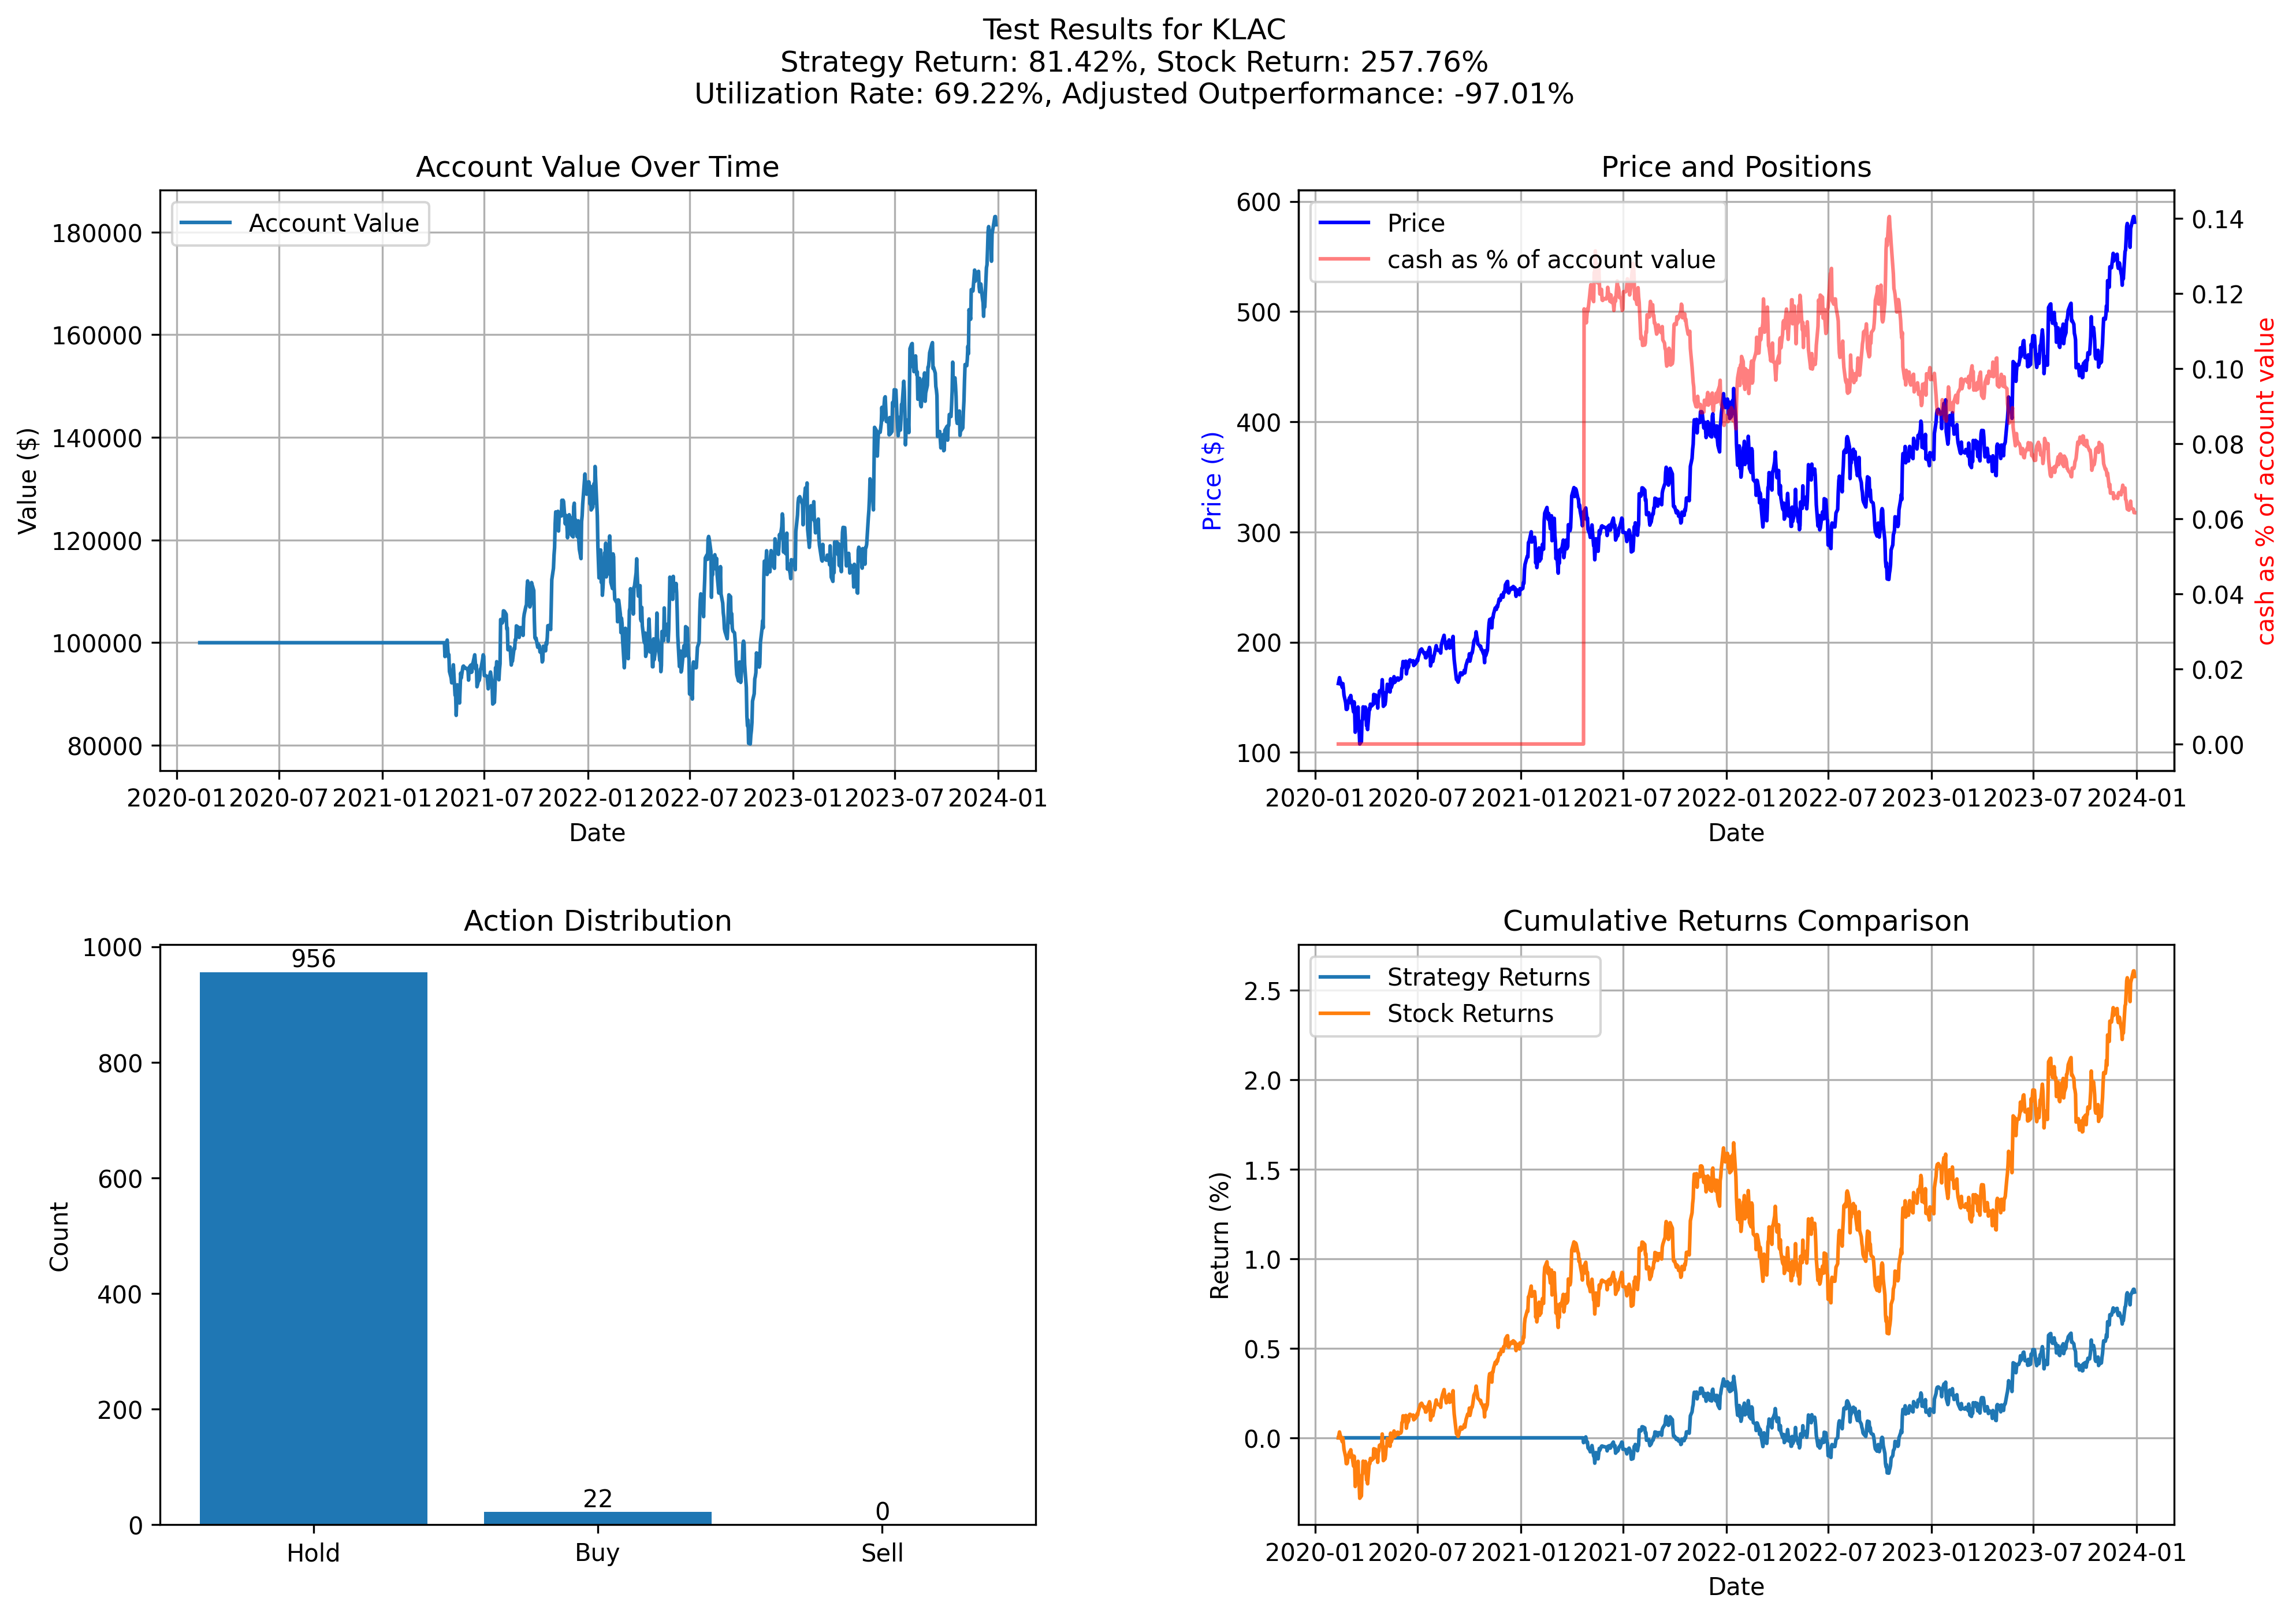 Test Results for KLAC
Strategy Return: 81.42%, Stock Return: 257.76%
Utilization Rate: 69.22%, Adjusted Outperformance: -97.01%
Account Value Over Time
Account Value
Value ($)
180000
160000
140000
120000
100000
80000
2020-01 2020-07 2021-01 2021-07 2022-01 2022-07 2023-01 2023-07 2024-01
Date
Price and Positions
Price
cash as % of account value
Price ($)
600
500
400
300
200
100
0.14
0.12
0.10
0.08
0.06
0.04
0.02
0.00
cash as % of account value
2020-01 2020-07 2021-01 2021-07 2022-01 2022-07 2023-01 2023-07 2024-01
Date
Action Distribution
Count
1000
800
600
400
200
0
956
22
0
Hold Buy Sell
Cumulative Returns Comparison
Strategy Returns
Stock Returns
Return (%)
2.5
2.0
1.5
1.0
0.5
0.0
2020-01 2020-07 2021-01 2021-07 2022-01 2022-07 2023-01 2023-07 2024-01
Date